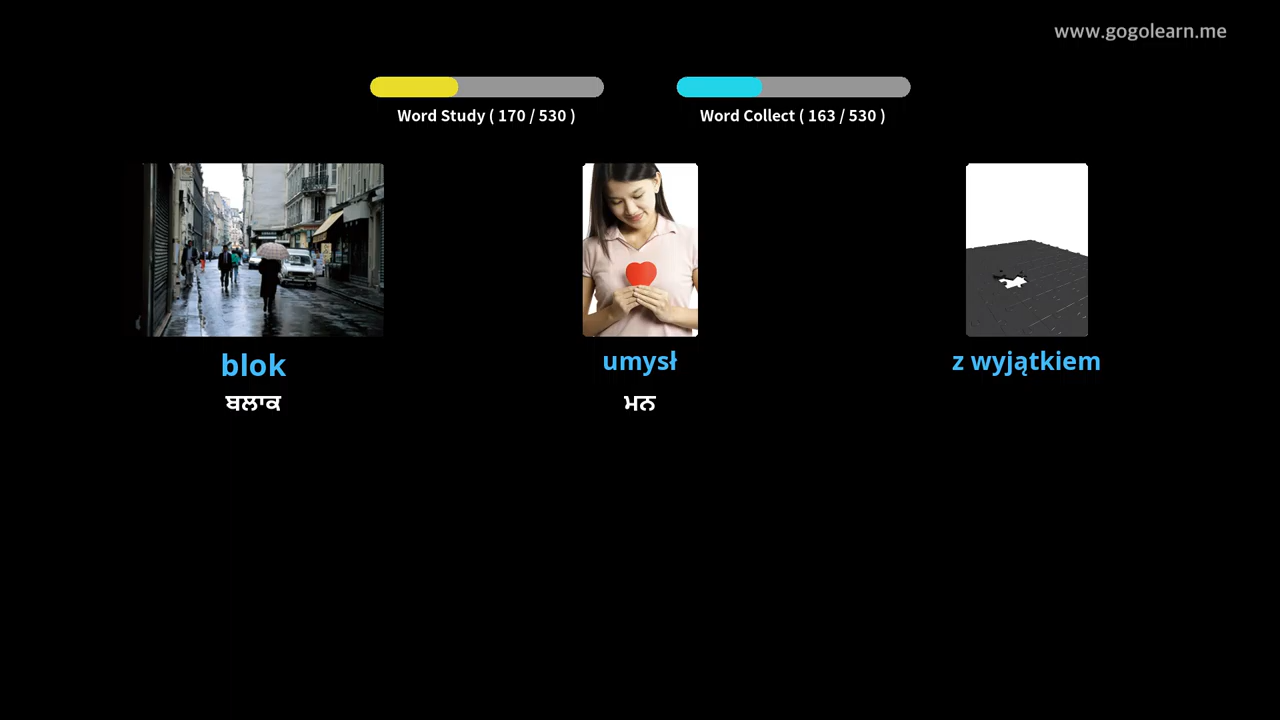 www.gogolearn.me
Word Study ( 170 / 530 )
Word Collect ( 163 / 530 )
blok
umysł
z wyjątkiem
ਬਲਾਕ
ਮਨ